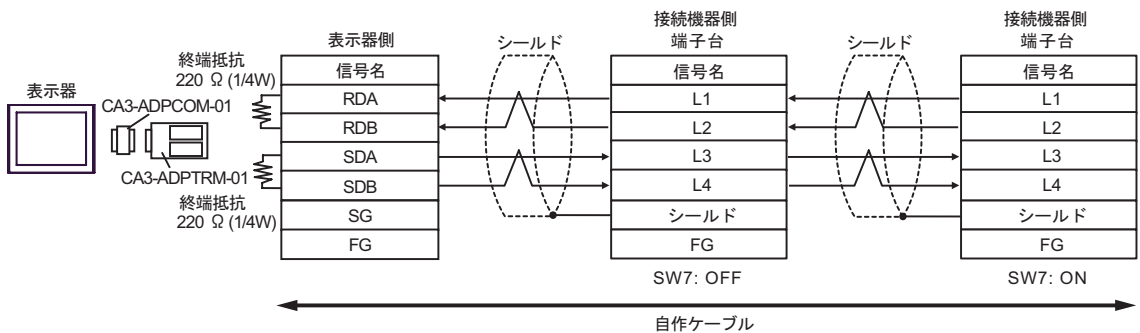 表示器
CA3-ADPCOM-01
CA3-ADPTRM-01
終端抵抗
220 Ω (1/4W)
終端抵抗
220 Ω (1/4W)
表示器側
信号名
RDA
RDB
SDA
SDB
SG
FG
シールド
接続機器側
端子台
信号名
L1
L2
L3
L4
シールド
FG
SW7: OFF
シールド
接続機器側
端子台
信号名
L1
L2
L3
L4
シールド
FG
SW7: ON
自作ケーブル